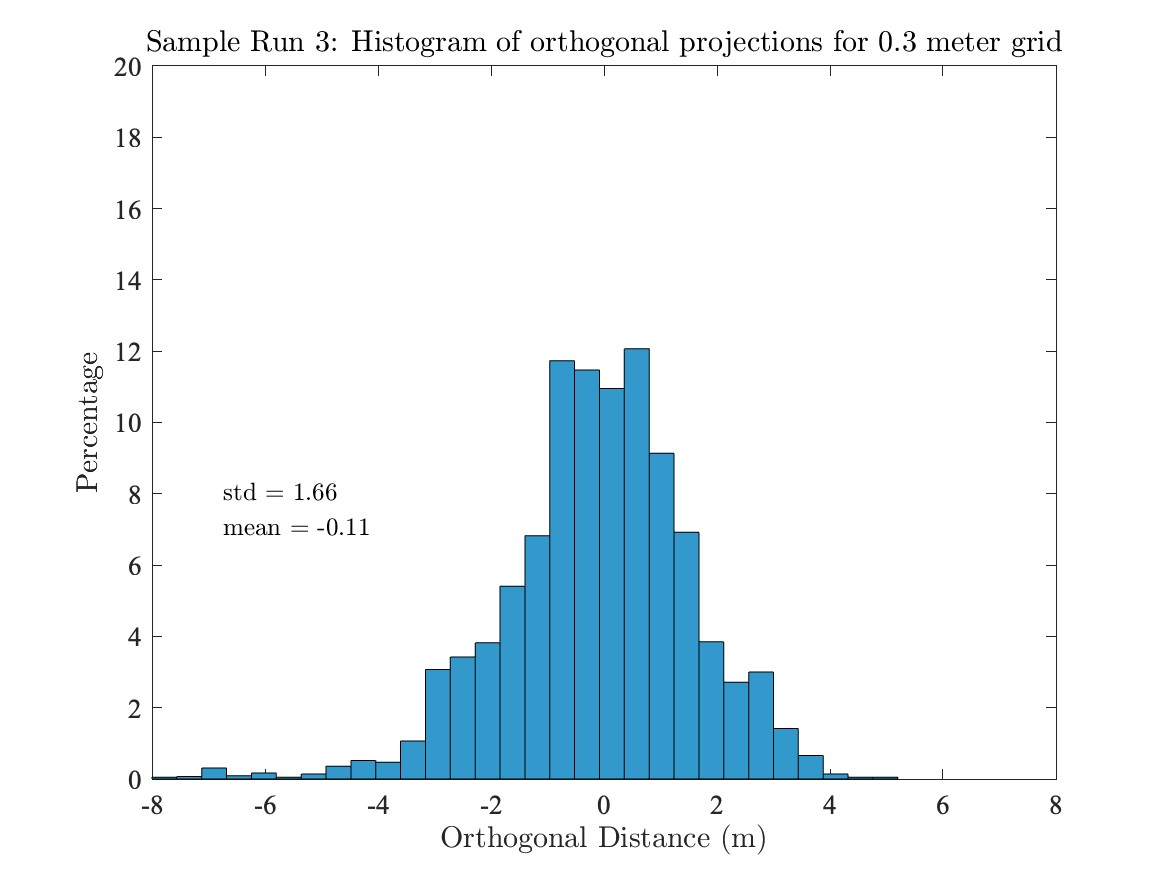 Sample Run 3: Histogram of orthogonal projections for 0.3 meter grid
20
18
16
14
12
10
8
6
4
2
0
Percentage
std = 1.66
mean = -0.11
-8 -6 -4 -2 0 2 4 6 8
Orthogonal Distance (m)